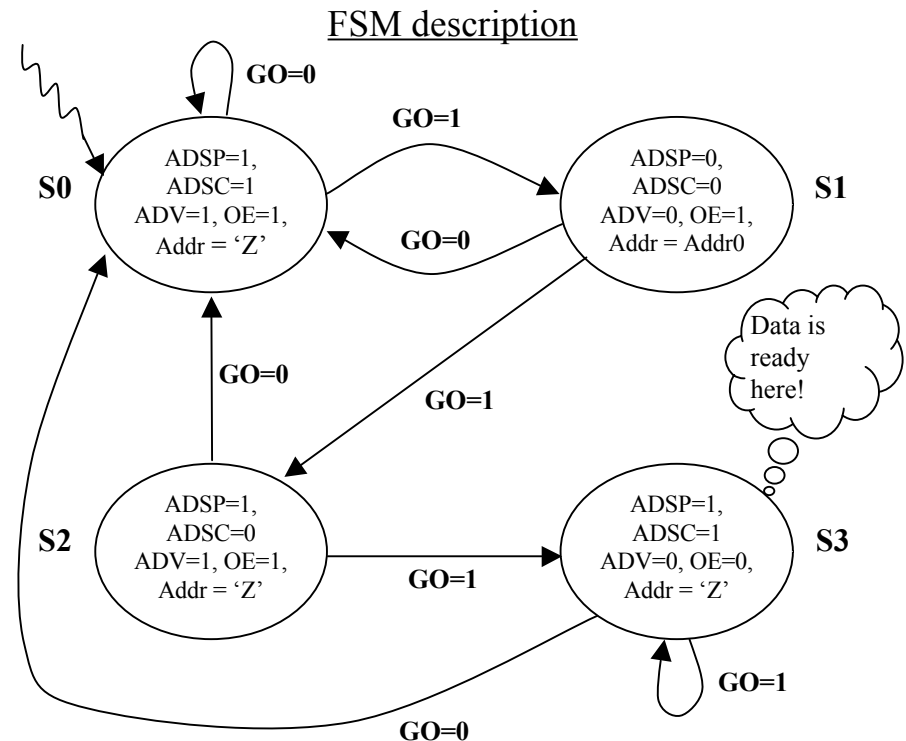 FSM description
GO=0
GO=1
S0
ADSP=1,
ADSC=1
ADV=1, OE=1,
Addr = ‘Z’
GO=0
ADSP=0,
ADSC=0
ADV=0, OE=1,
Addr = Addr0
S1
Data is
ready
here!
GO=0
GO=1
S2
ADSP=1,
ADSC=0
ADV=1, OE=1,
Addr = ‘Z’
GO=1
ADSP=1,
ADSC=1
ADV=0, OE=0,
Addr = ‘Z’
S3
GO=1
GO=0